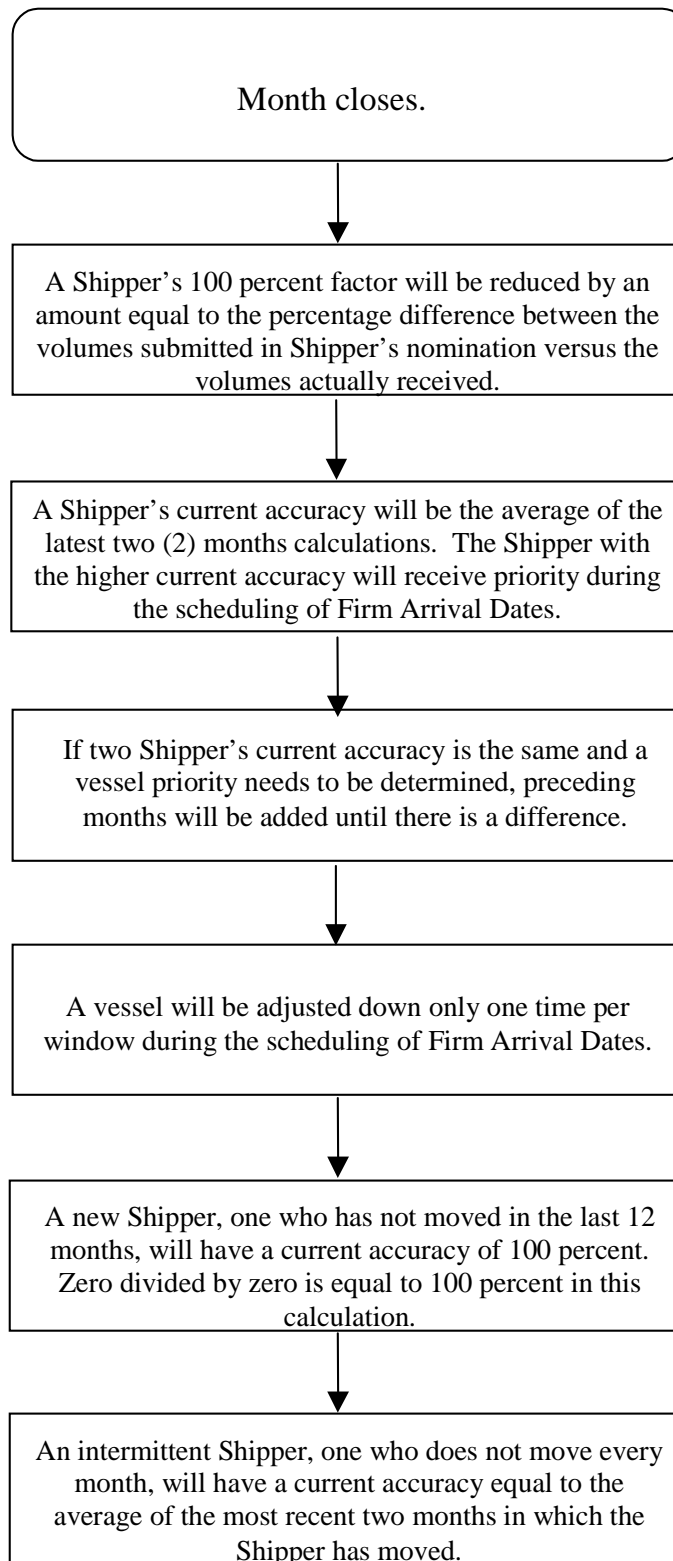 Month closes.
A Shipper’s 100 percent factor will be reduced by an
amount equal to the percentage difference between the
volumes submitted in Shipper’s nomination versus the
volumes actually received.
A Shipper’s current accuracy will be the average of the
latest two (2) months calculations.  The Shipper with
the higher current accuracy will receive priority during
the scheduling of Firm Arrival Dates.
If two Shipper’s current accuracy is the same and a
vessel priority needs to be determined, preceding
months will be added until there is a difference.
A vessel will be adjusted down only one time per
window during the scheduling of Firm Arrival Dates.
A new Shipper, one who has not moved in the last 12
months, will have a current accuracy of 100 percent.
Zero divided by zero is equal to 100 percent in this
calculation.
An intermittent Shipper, one who does not move every
month, will have a current accuracy equal to the
average of the most recent two months in which the
Shipper has moved.